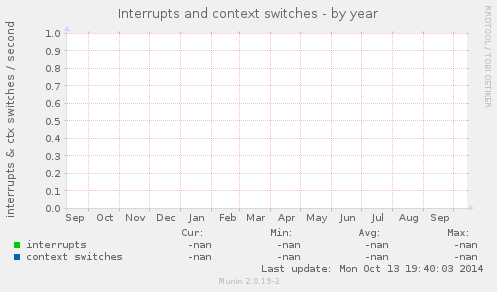 Interrupts and context switches - by year
RRDTOOL / TOBI OETIKER
interrupts & ctx switches / second
1.0
0.9
0.8
0.7
0.6
0.5
0.4
0.3
0.2
0.1
0.0
Sep Oct Nov Dec Jan Feb Mar Apr May Jun Jul Aug Sep
Cur: Min: Avg: Max:
interrupts -nan -nan -nan -nan
context switches -nan -nan -nan -nan
Last update: Mon Oct 13 19:40:03 2014
Munin 2.0.19-3